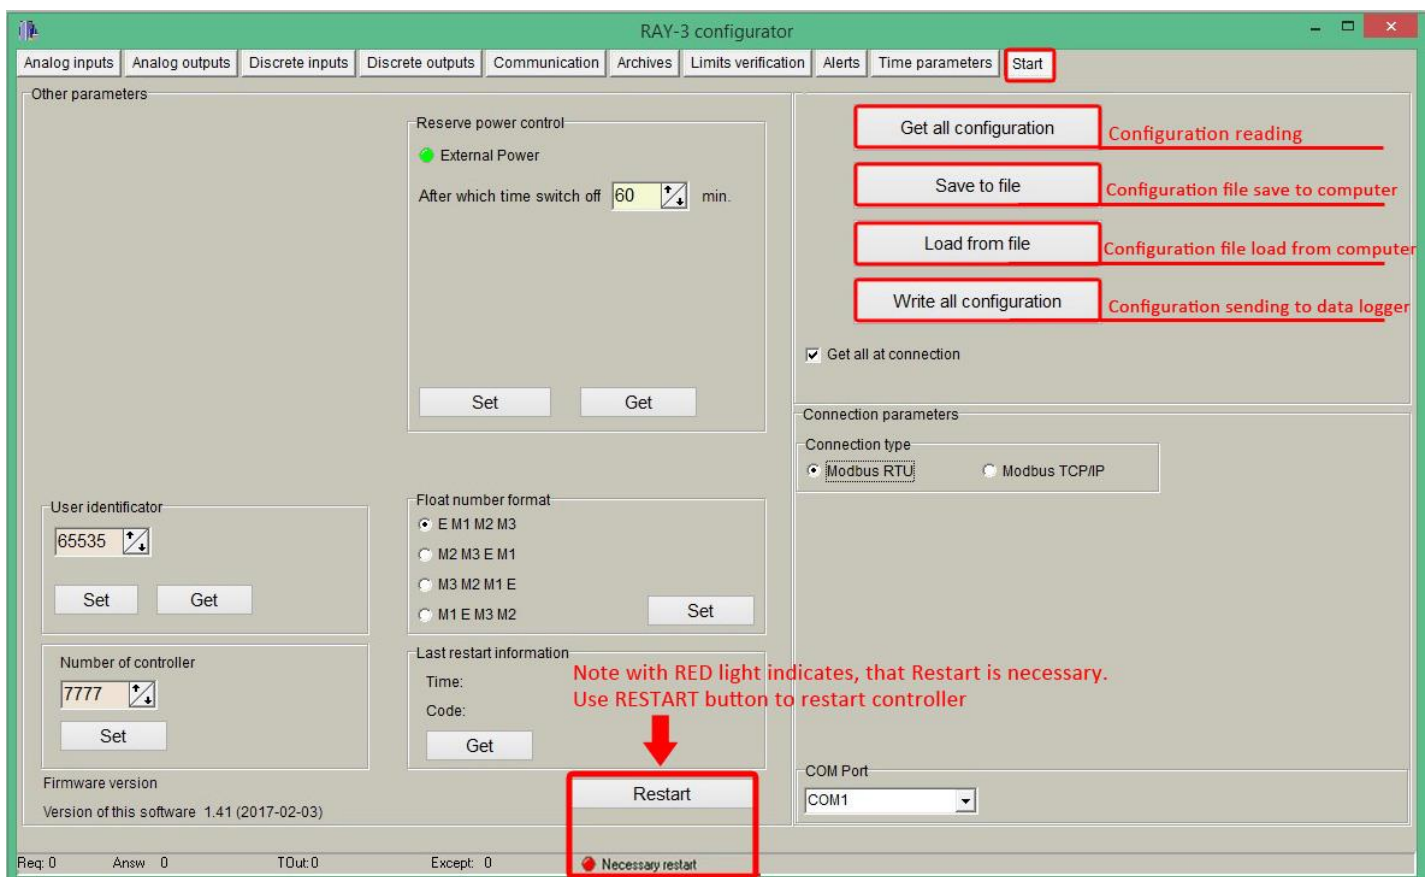 RAY-3 configurator
Analog inputs Analog outputs Discrete inputs Discrete outputs Communication Archives Limits verification Alerts Time parameters Start
Other parameters
Reserve power control
External Power
After which time switch off 60 min.
Set Get
User identificator
65535
Set Get
Float number format
E M1 M2 M3
M2 M3 E M1
M3 M2 M1 E
M1 E M3 M2
Set
Number of controller
7777
Set
Last restart information
Time:
Code:
Get
Note with RED light indicates, that Restart is necessary.
Use RESTART button to restart controller
Restart
Firmware version
Version of this software 1.41 (2017-02-03)
Get all configuration Configuration reading
Save to file Configuration file save to computer
Load from file Configuration file load from computer
Write all configuration Configuration sending to data logger
Get all at connection
Connection parameters
Connection type
Modbus RTU Modbus TCP/IP
COM Port
COM1
Req: 0 Answ 0 TOut:0 Except: 0 Necessary restart